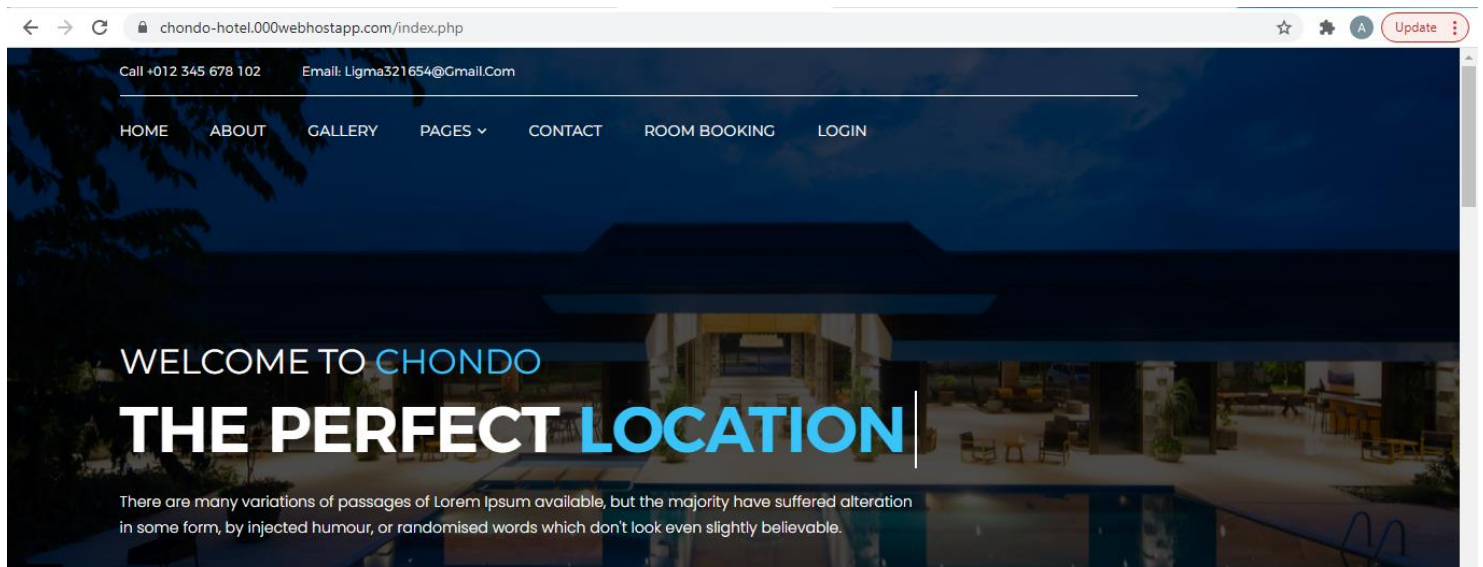 chondo-hotel.000webhostapp.com/index.php
A
Update
Call +012 345 678 102 Email: Ligma321654@Gmail.Com
HOME ABOUT GALLERY PAGES CONTACT ROOM BOOKING LOGIN
WELCOME TO CHONDO
THE PERFECT LOCATION
There are many variations of passages of Lorem Ipsum available, but the majority have suffered alteration
in some form, by injected humour, or randomised words which don't look even slightly believable.